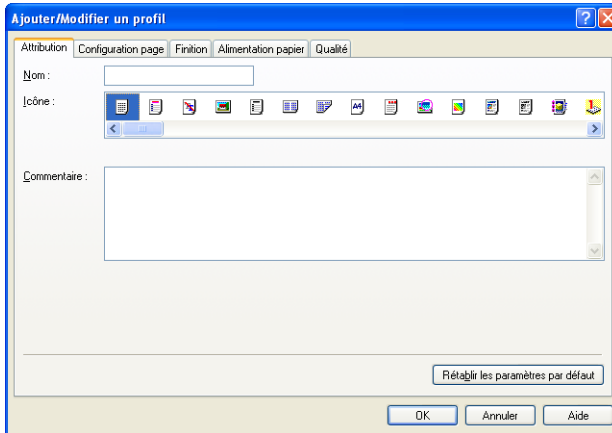 Ajouter/Modifier un profil
Attribution Configuration page Finition Alimentation papier Qualité
Nom :
Icône :
A4
Commentaire :
Rétablir les paramètres par défaut
OK Annuler Aide